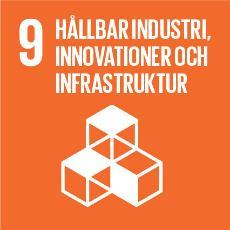 9 HÅLLBAR INDUSTRI,
INNOVATIONER OCH
INFRASTRUKTUR